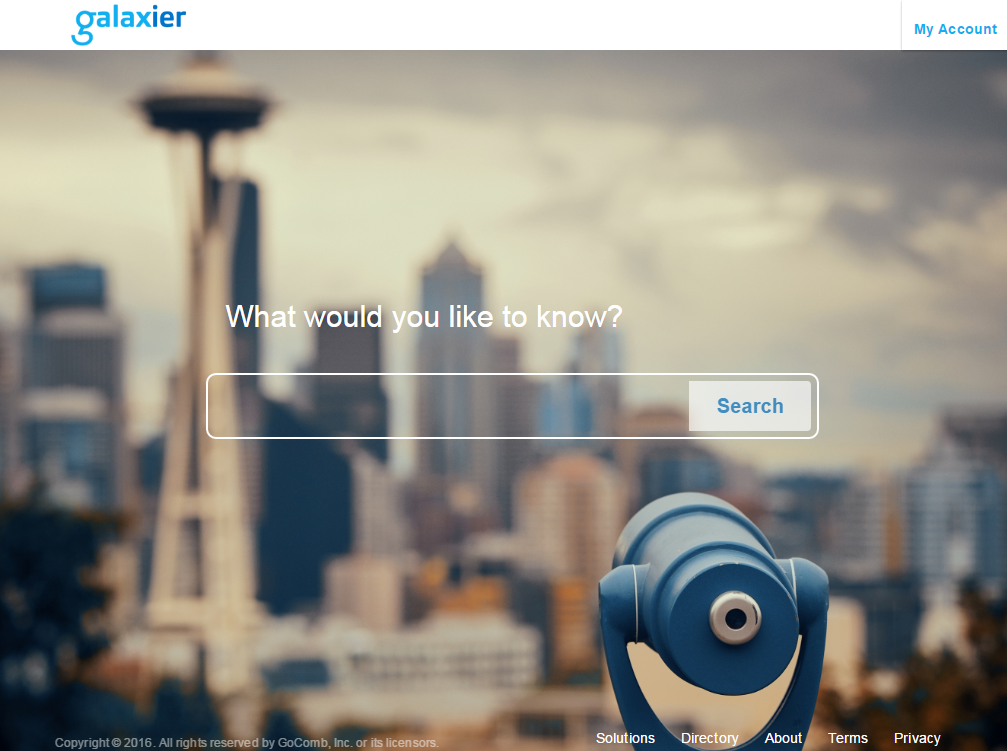 galaxier
My Account
What would you like to know?
Search
Copyright © 2016. All rights reserved by GoComb, Inc. or its licensors.
Solutions Directory About Terms Privacy